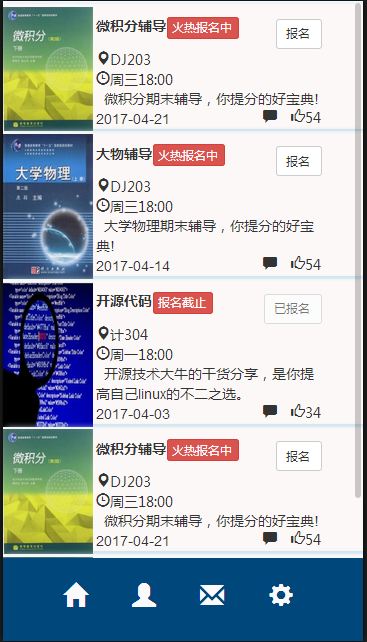 微积分辅导 火热报名中 报名
微积分
下册
DJ203
周三18:00
微积分期末辅导，你提分的好宝典!
2017-04-21 54
大物辅导 火热报名中 报名
大学物理（上册）
第二版
主编
DJ203
周三18:00
大学物理期末辅导，你提分的好宝
典!
2017-04-14 54
开源代码 报名截止 已报名
计304
周一18:00
开源技术大牛的干货分享，是你提
高自己linux的不二之选。
2017-04-03 34
微积分辅导 火热报名中 报名
微积分
下册
DJ203
周三18:00
微积分期末辅导，你提分的好宝典!
2017-04-21 54